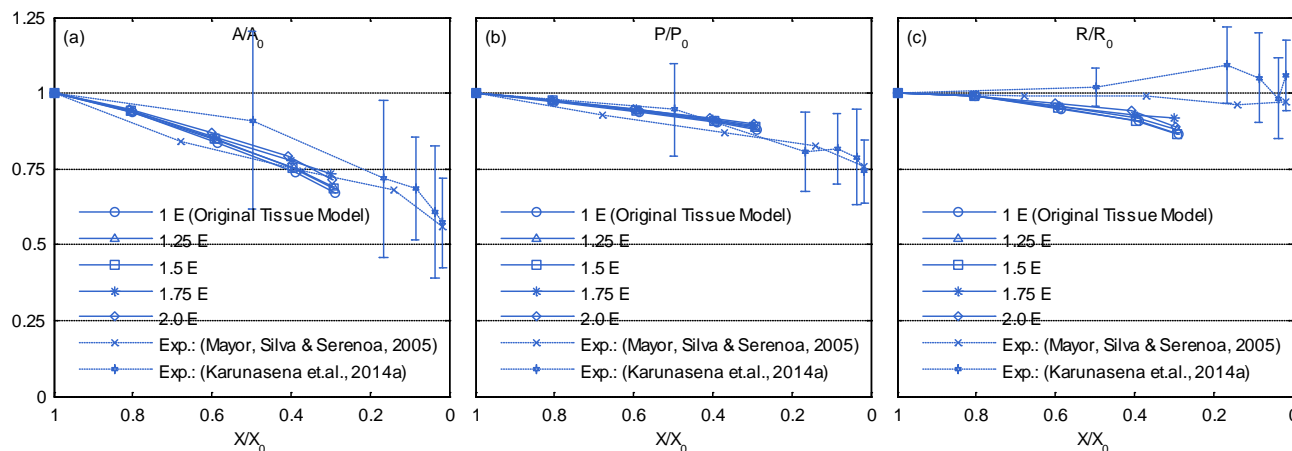 1.25
1
0.75
0.5
0.25
0
(a)
A/A0
1 E (Original Tissue Model)
1.25 E
1.5 E
1.75 E
2.0 E
Exp.: (Mayor, Silva & Serenoa, 2005)
Exp.: (Karunasena et.al., 2014a)
1 0.8 0.6 0.4 0.2 0
X/X0
(b)
P/P0
1 E (Original Tissue Model)
1.25 E
1.5 E
1.75 E
2.0 E
Exp.: (Mayor, Silva & Serenoa, 2005)
Exp.: (Karunasena et.al., 2014a)
1 0.8 0.6 0.4 0.2 0
X/X0
(c)
R/R0
1 E (Original Tissue Model)
1.25 E
1.5 E
1.75 E
2.0 E
Exp.: (Mayor, Silva & Serenoa, 2005)
Exp.: (Karunasena et.al., 2014a)
1 0.8 0.6 0.4 0.2 0
X/X0